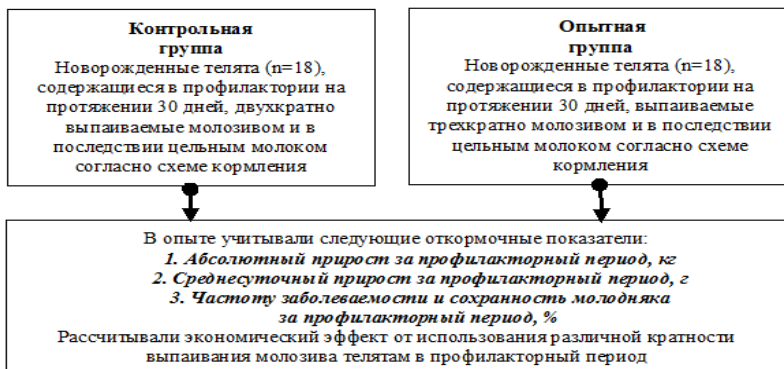 Контрольная
группа
Новорожденные телята (n=18),
содержащиеся в профилактории на
протяжении 30 дней, двухкратно
выпаиваемые молозивом и в
последствии цельным молоком
согласно схеме кормления
Опытная
группа
Новорожденные телята (n=18),
содержащиеся в профилактории на
протяжении 30 дней, выпаиваемые
трехкратно молозивом и в последствии
цельным молоком согласно схеме
кормления
В опыте учитывали следующие откормочные показатели:
1. Абсолютный прирост за профилакторный период, кг
2. Среднесуточный прирост за профилакторный период, г
3. Частоту заболеваемости и сохранность молодняка
за профилакторный период, %
Рассчитывали экономический эффект от использования различной кратности
выпаивания молозива телятам в профилакторный период